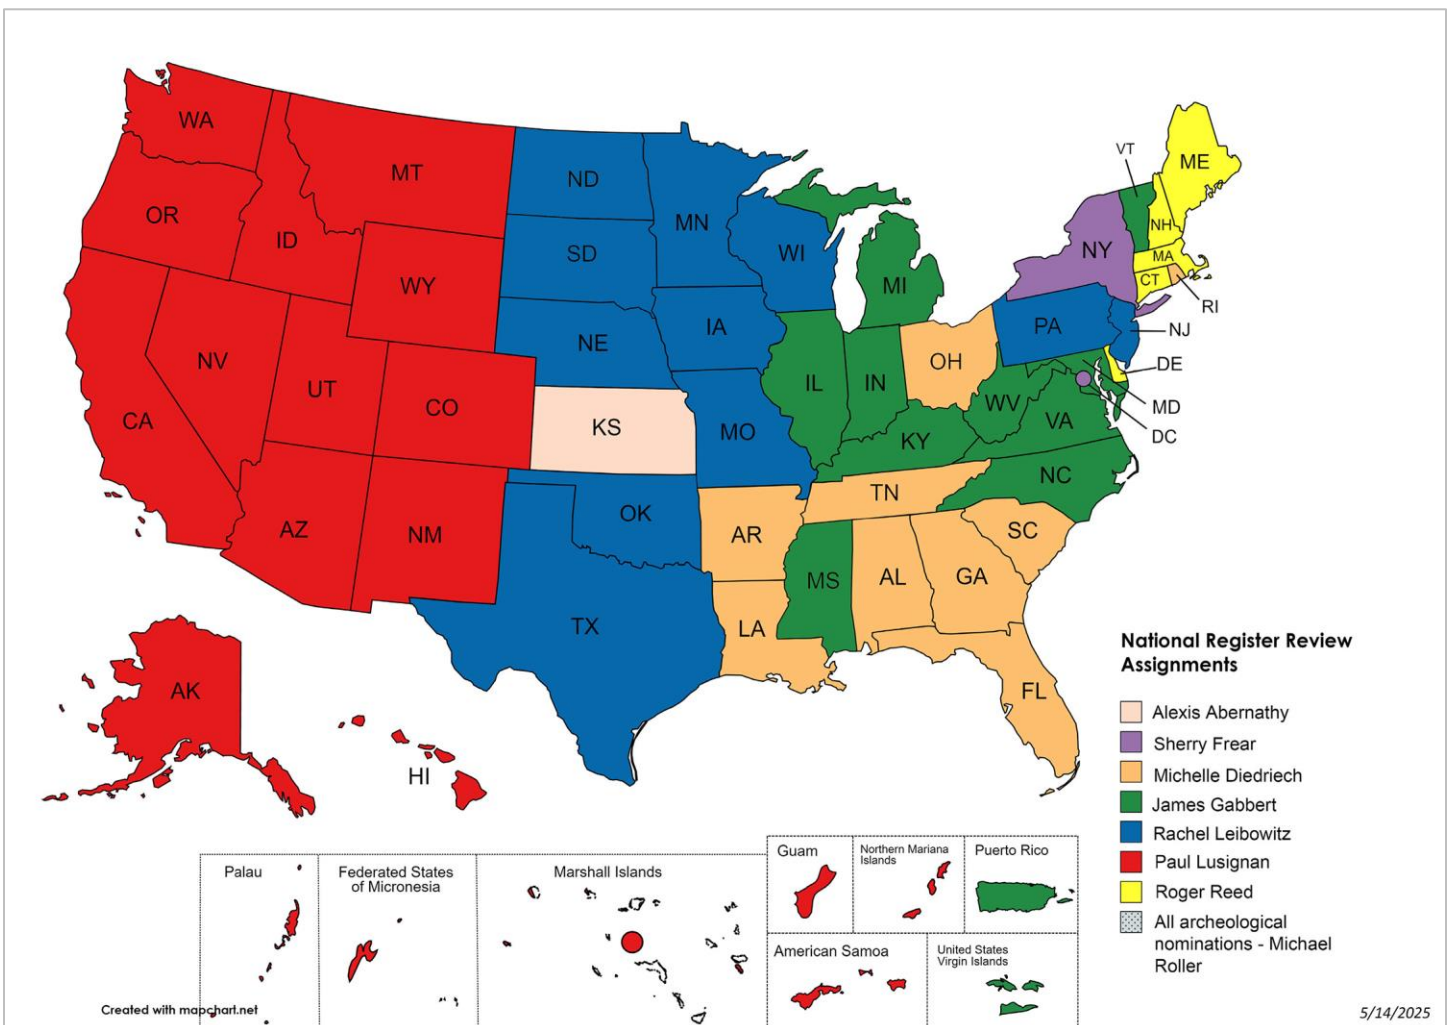 WA
MT
ND
MN
VT
ME
OR
ID
SD
WI
NY
NH
MA
CT
RI
WY
MI
NE
IA
PA
NJ
NV
UT
CO
IL
IN
OH
DE
CA
KS
MO
WV
VA
MD
DC
KY
AZ
NM
OK
AR
TN
NC
SC
MS
AL
GA
TX
LA
FL
AK
HI
National Register Review
Assignments
Alexis Abernathy
Sherry Frear
Michelle Diedriech
James Gabbert
Rachel Leibowitz
Paul Lusignan
Roger Reed
All archeological
nominations - Michael
Roller
Palau
Federated States
of Micronesia
Marshall Islands
Guam
Northern Mariana
Islands
Puerto Rico
American Samoa
United States
Virgin Islands
Created with mapchart.net
5/14/2025